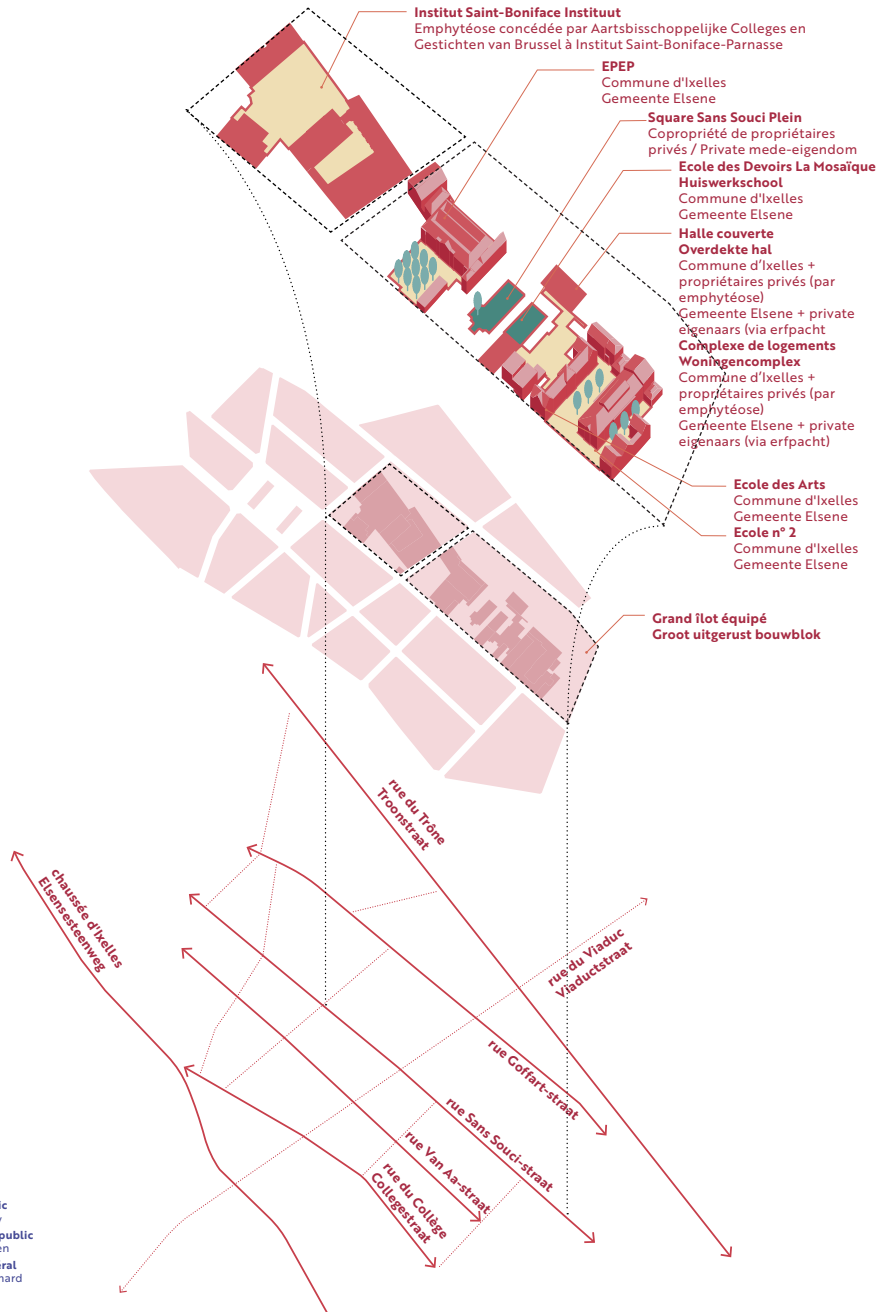 Institut Saint-Boniface Instituut
Emphytéose concédée par Aartsbisschoppelijke Colleges en
Gestichten van Brussel à Institut Saint-Boniface-Parnasse
EPEP
Commune d'Ixelles
Gemeente Elsene
Square Sans Souci Plein
Copropriété de propriétaires
privés / Private mede-eigendom
Ecole des Devoirs La Mosaïque
Huiswerkschool
Commune d'Ixelles
Gemeente Elsene
Halle couverte
Overdekte hal
Commune d’Ixelles +
propriétaires privés (par
emphytéose)
Gemeente Elsene + private
eigenaars (via erfpacht
Complexe de logements
Woningencomplex
Commune d’Ixelles +
propriétaires privés (par
emphytéose)
Gemeente Elsene + private
eigenaars (via erfpacht)
Ecole des Arts
Commune d'Ixelles
Gemeente Elsene
Ecole n° 2
Commune d'Ixelles
Gemeente Elsene
Grand îlot équipé
Groot uitgerust bouwblok
rue du Trône
Troonstraat
chaussée d'Ixelles
Elsensesteenweg
rue du Viaduc
Viaductstraat
rue Goffart-straat
rue Sans Souci-straat
rue Van Aa-straat
rue du Collège
Collegestraat
public